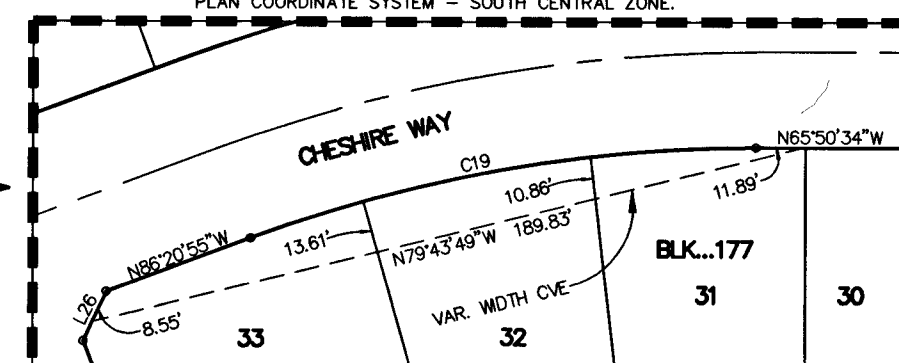 PLAN COORDINATE SYSTEM – SOUTH CENTRAL ZONE.
CHESHIRE WAY
N65°50'34"W
C19
10.86'
11.89'
N86°20'55"W
13.61'
N79°43'49"W 189.83'
BLK...177
L26
8.55'
VAR. WIDTH CVE
33
32
31
30